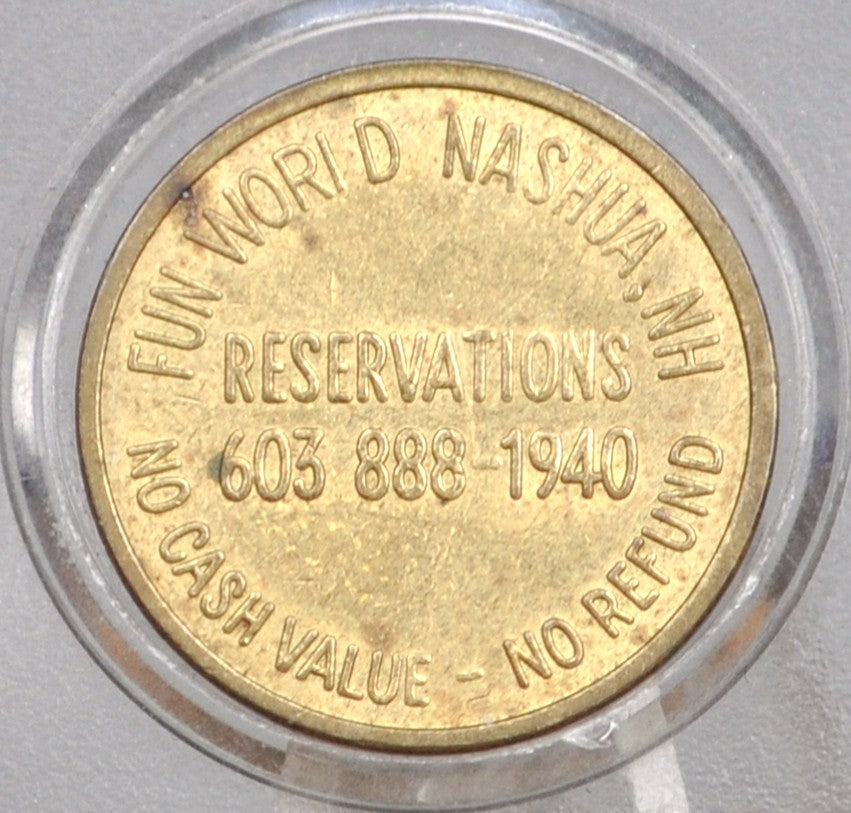 FUN WORLD NASHUA, NH
RESERVATIONS
603 888-1940
NO CASH VALUE - NO REFUND